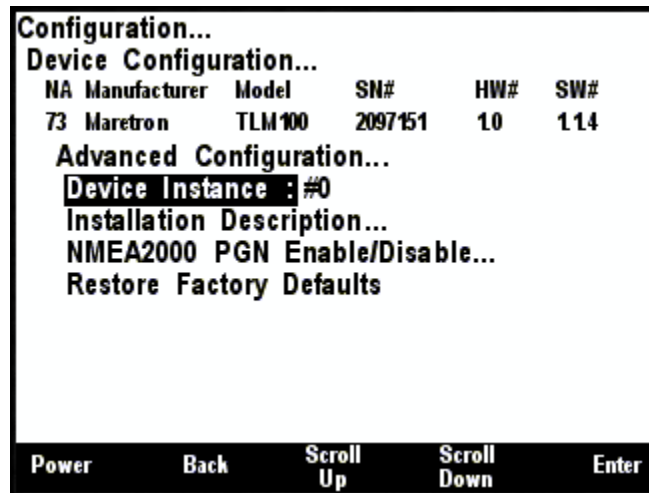 Configuration...
Device Configuration...
NA Manufacturer Model SN# HW# SW#
73 Maretron TLM100 2097151 1.0 1.1.4
Advanced Configuration...
Device Instance : #0
Installation Description...
NMEA2000 PGN Enable/Disable...
Restore Factory Defaults
Power Back Scroll Up Scroll Down Enter